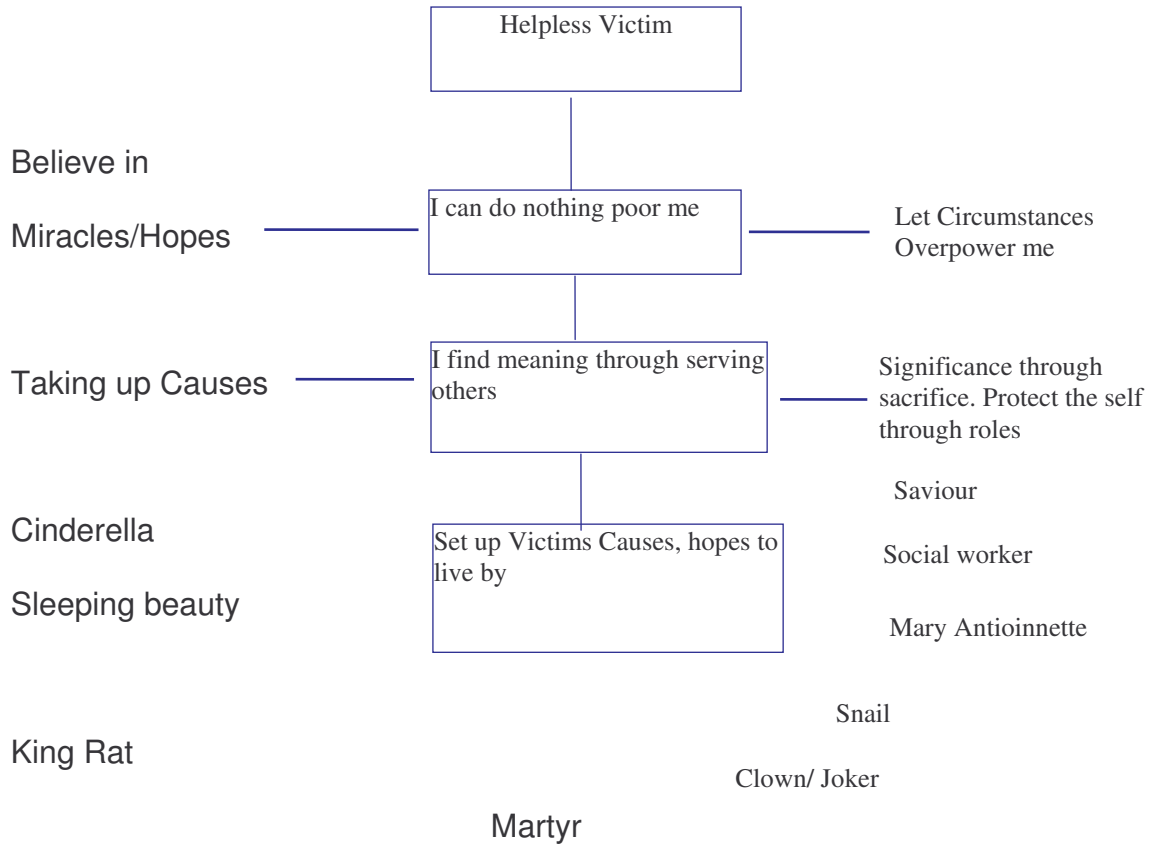 Helpless Victim
Believe in
Miracles/Hopes
I can do nothing poor me
Let Circumstances
Overpower me
Taking up Causes
I find meaning through serving
others
Significance through
sacrifice. Protect the self
through roles
Saviour
Cinderella
Set up Victims Causes, hopes to
live by
Social worker
Sleeping beauty
Mary Antioinnette
Snail
King Rat
Clown/ Joker
Martyr